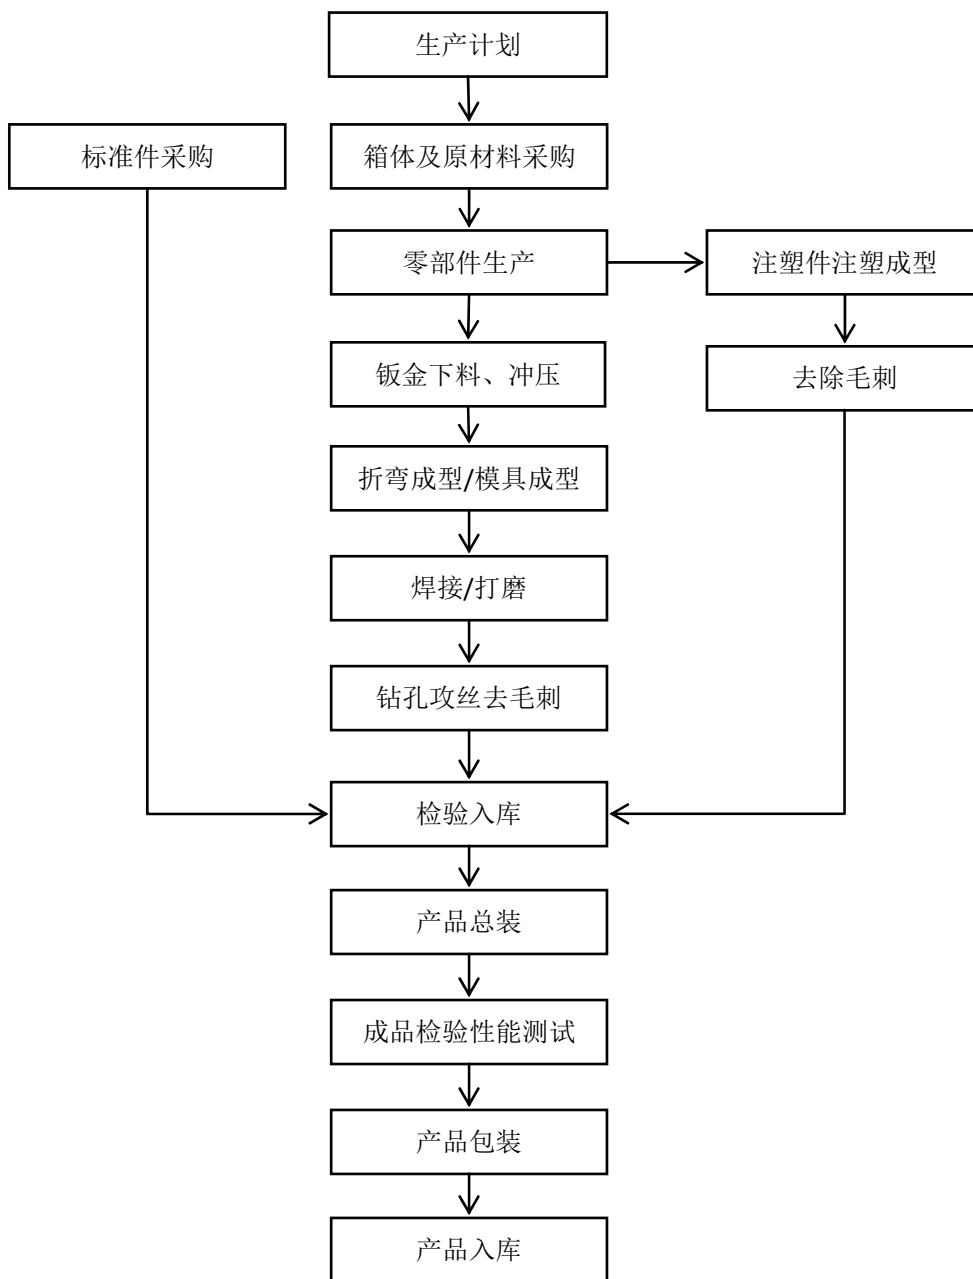 生产计划
标准件采购
箱体及原材料采购
零部件生产
注塑件注塑成型
钣金下料、冲压
去除毛刺
折弯成型/模具成型
焊接/打磨
钻孔攻丝去毛刺
检验入库
产品总装
成品检验性能测试
产品包装
产品入库